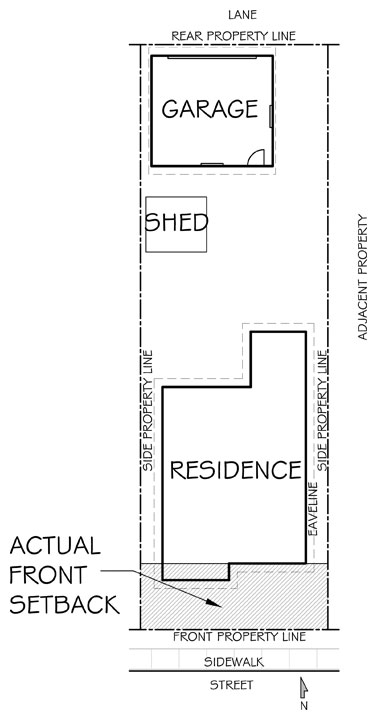 LANE
REAR PROPERTY LINE
GARAGE
SHED
ADJACENT PROPERTY
SIDE PROPERTY LINE
SIDE PROPERTY LINE
RESIDENCE
EAVELINE
ACTUAL
FRONT
SETBACK
FRONT PROPERTY LINE
SIDEWALK
STREET
N